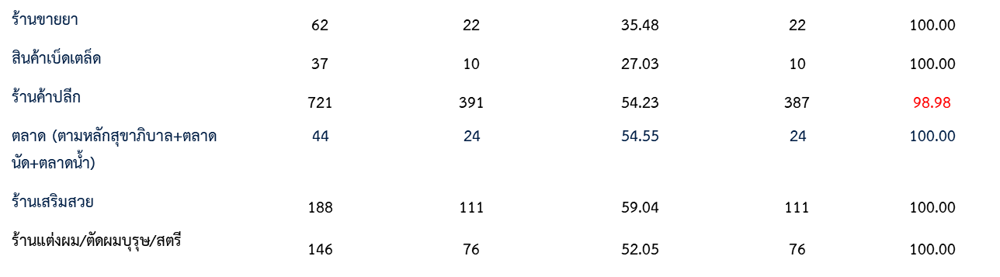 ร้านขายยา 62 22 35.48 22 100.00
สินค้าเบ็ดเตล็ด 37 10 27.03 10 100.00
ร้านค้าปลีก 721 391 54.23 387 98.98
ตลาด (ตามหลักสุขาภิบาล+ตลาด 44 24 54.55 24 100.00
นัด+ตลาดน้ำ)
ร้านเสริมสวย 188 111 59.04 111 100.00
ร้านแต่งผม/ตัดผมบุรุษ/สตรี 146 76 52.05 76 100.00